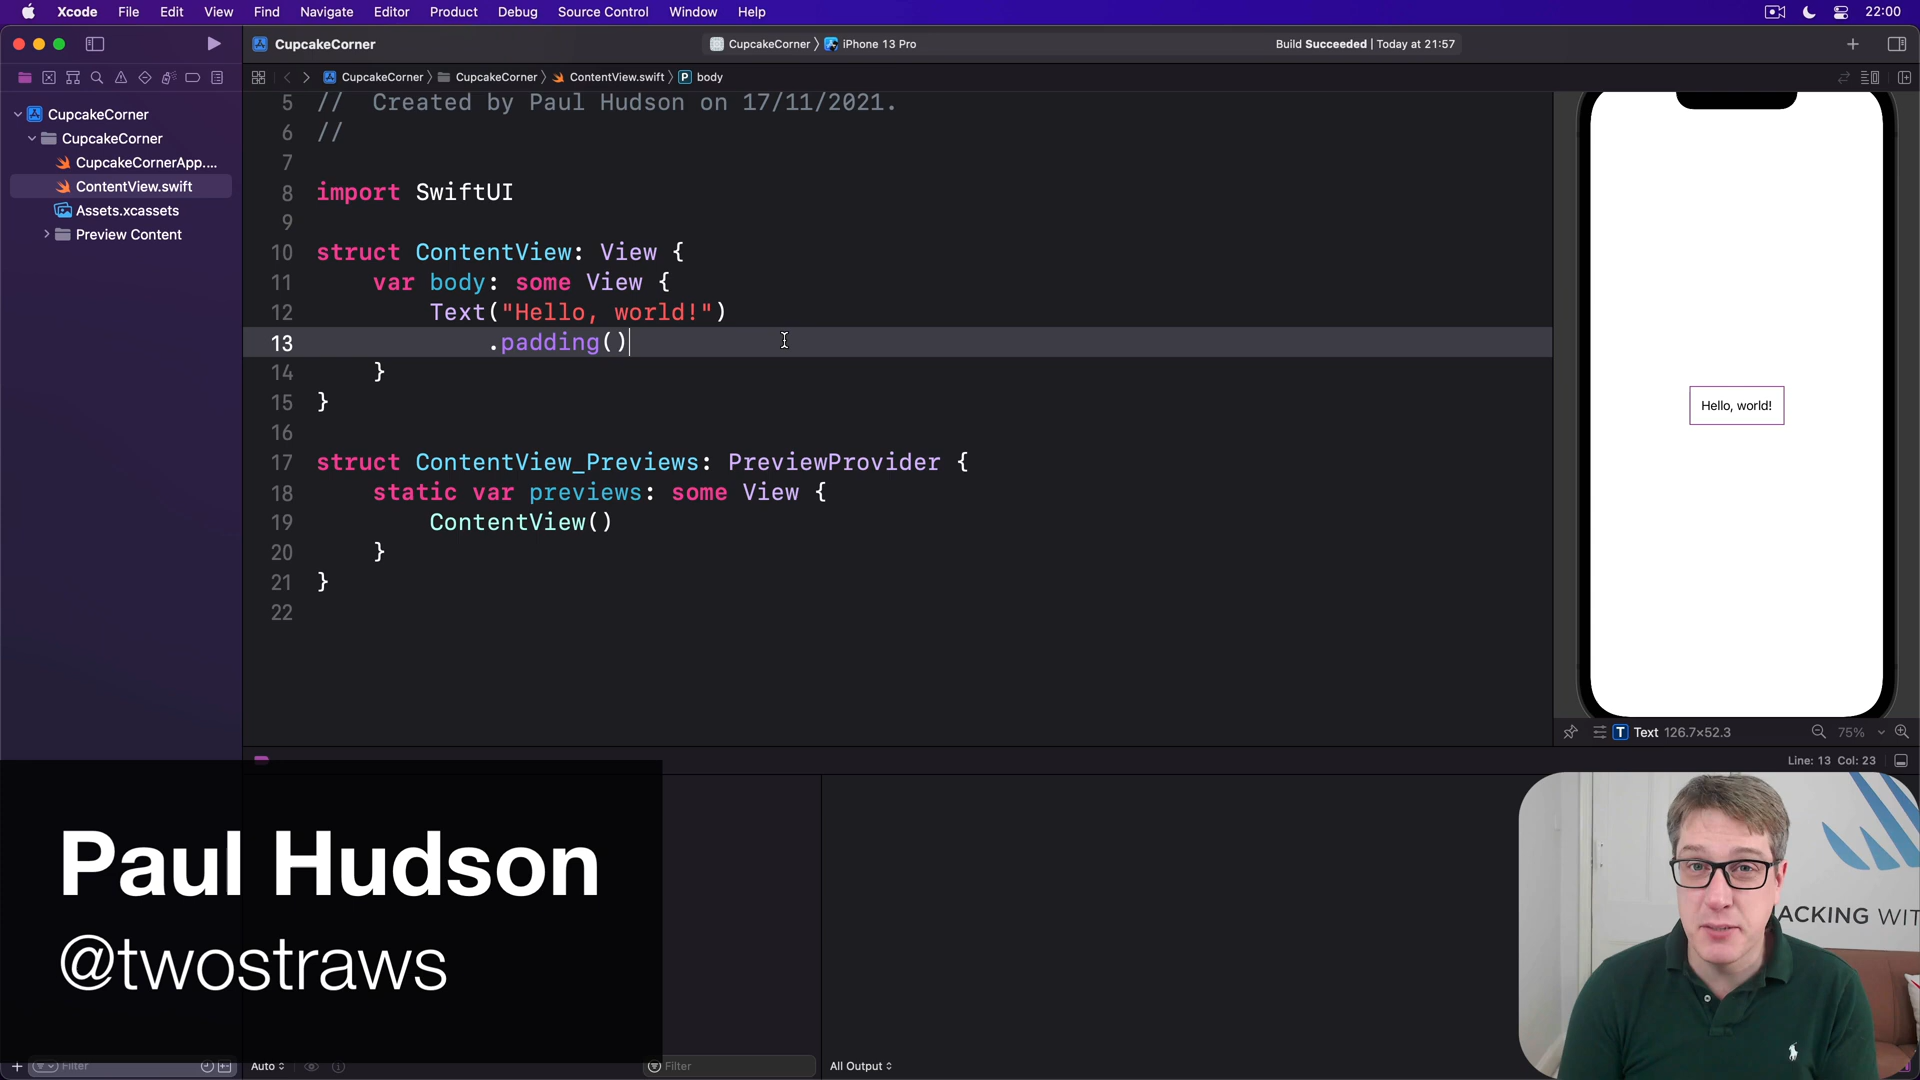 Xcode File Edit View Find Navigate Editor Product Debug Source Control Window Help 22:00
CupcakeCorner
CupcakeCorner iPhone 13 Pro
Build Succeeded | Today at 21:57
CupcakeCorner CupcakeCorner ContentView.swift P body
CupcakeCorner
CupcakeCorner
CupcakeCornerApp....
ContentView.swift
Assets.xcassets
Preview Content
5 // Created by Paul Hudson on 17/11/2021.
6 //
7
8 import SwiftUI
9
10 struct ContentView: View {
11 var body: some View {
12 Text("Hello, world!")
13 .padding()
14 }
15 }
16
17 struct ContentView_Previews: PreviewProvider {
18 static var previews: some View {
19 ContentView()
20 }
21 }
22
Hello, world!
T Text 126.7×52.3 75%
Line: 13 Col: 23
Paul Hudson
@twostraws
ACKING WIT
Filter
Auto
Filter
All Output